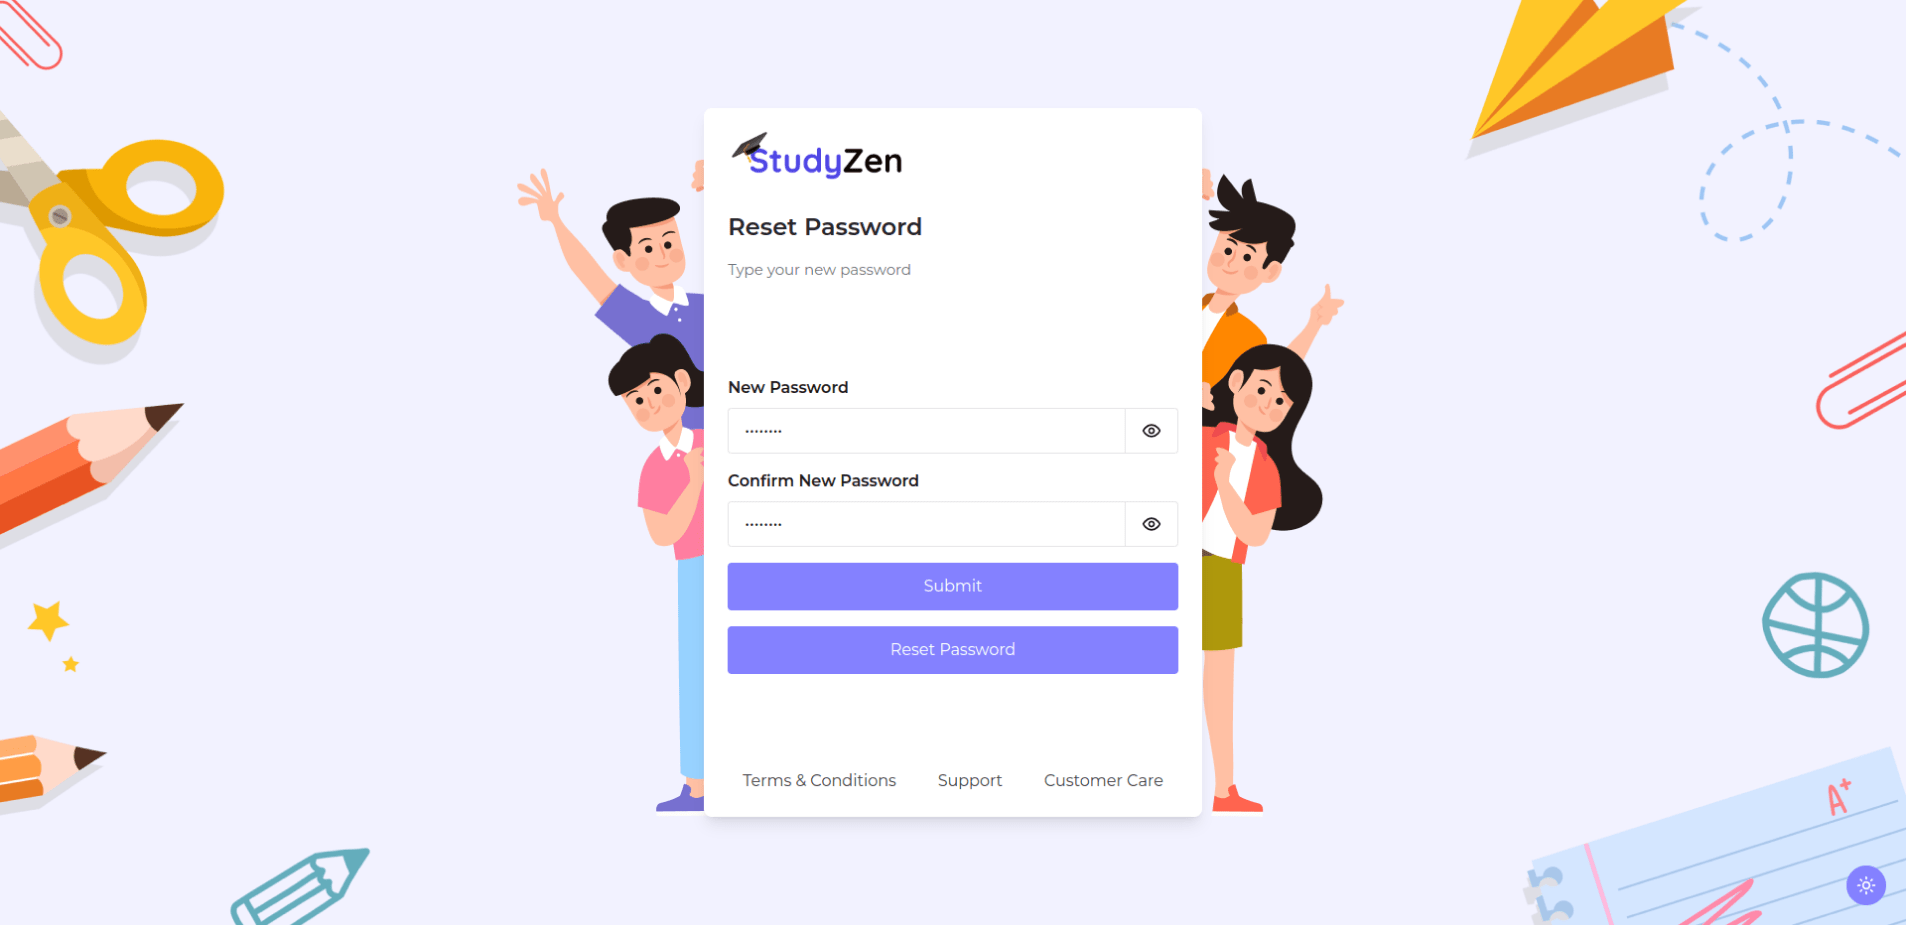 StudyZen
Reset Password
Type your new password
New Password
········
Confirm New Password
········
Submit
Reset Password
Terms & Conditions Support Customer Care
A+